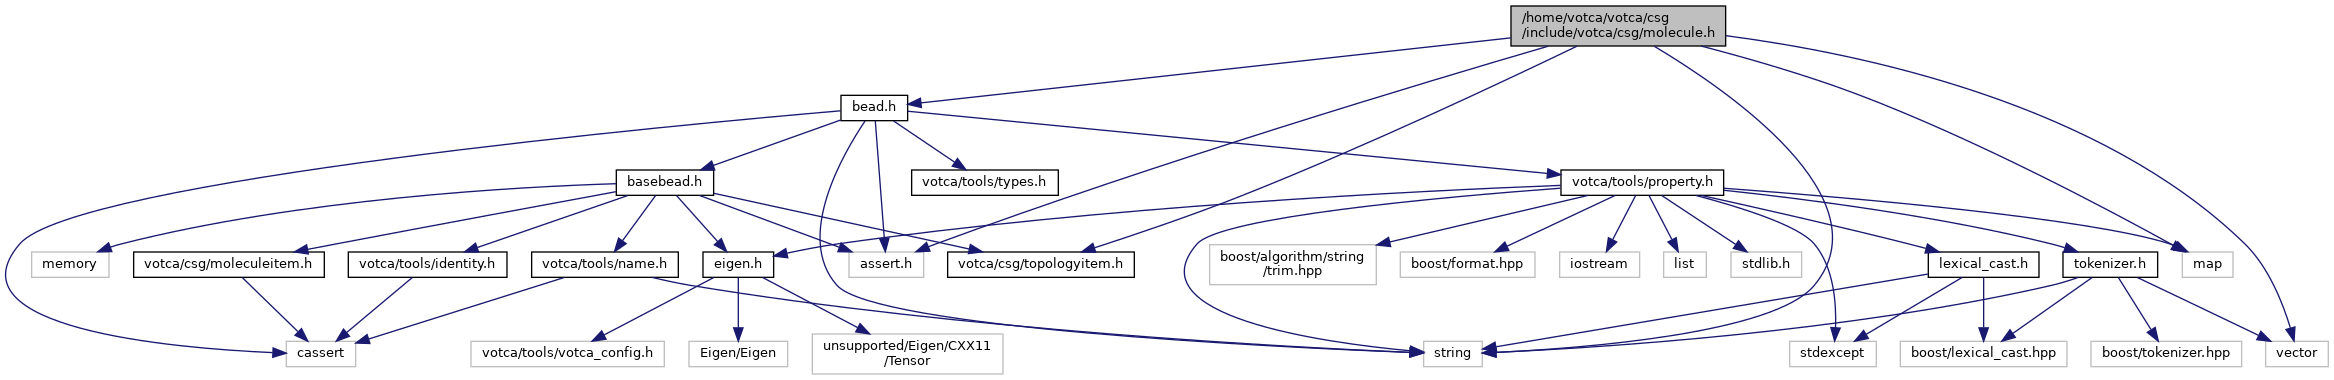 /home/votca/votca/csg
/include/votca/csg/molecule.h
bead.h
basebead.h
votca/tools/types.h
votca/tools/property.h
memory
votca/csg/moleculeitem.h
votca/tools/identity.h
votca/tools/name.h
eigen.h
assert.h
votca/csg/topologyitem.h
boost/algorithm/string
/trim.hpp
boost/format.hpp
iostream
list
stdlib.h
lexical_cast.h
tokenizer.h
map
cassert
votca/tools/votca_config.h
Eigen/Eigen
unsupported/Eigen/CXX11
/Tensor
string
stdexcept
boost/lexical_cast.hpp
boost/tokenizer.hpp
vector